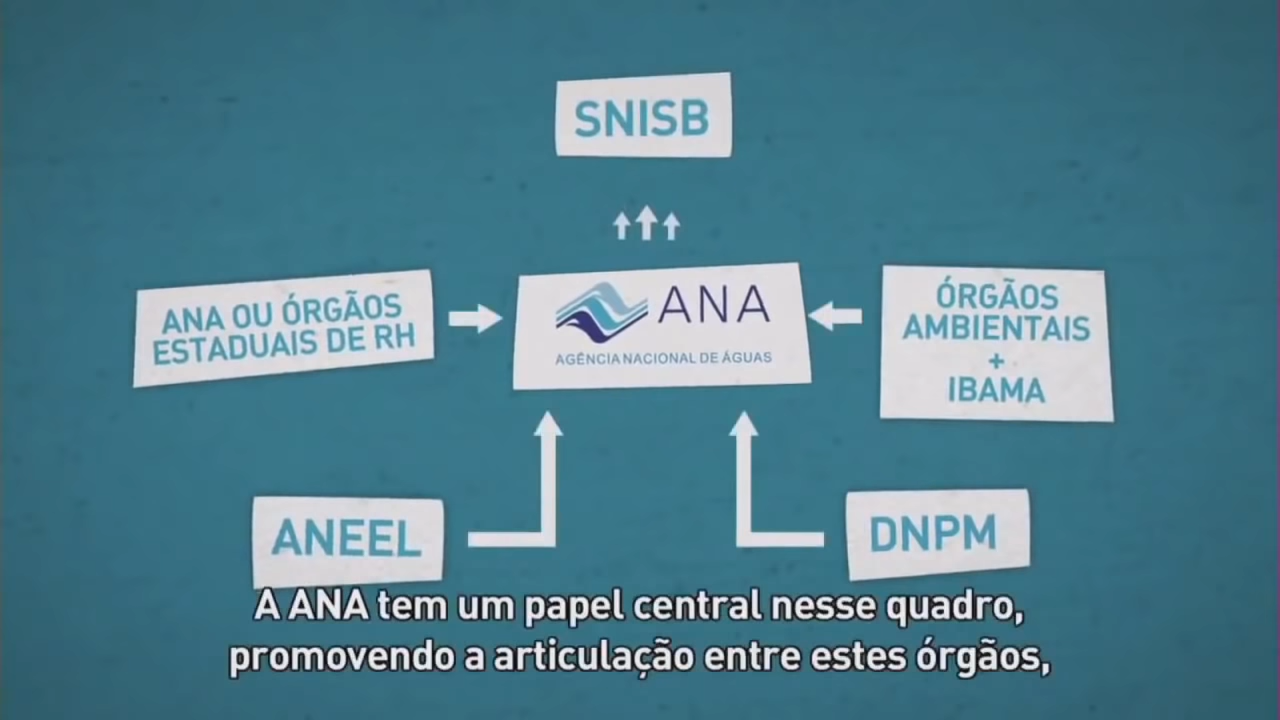 SNISB
ANA OU ÓRGÃOS
ESTADUAIS DE RH
ANA
AGÊNCIA NACIONAL DE ÁGUAS
ÓRGÃOS
AMBIENTAIS
+
IBAMA
ANEEL
DNPM
A ANA tem um papel central nesse quadro,
promovendo a articulação entre estes órgãos,